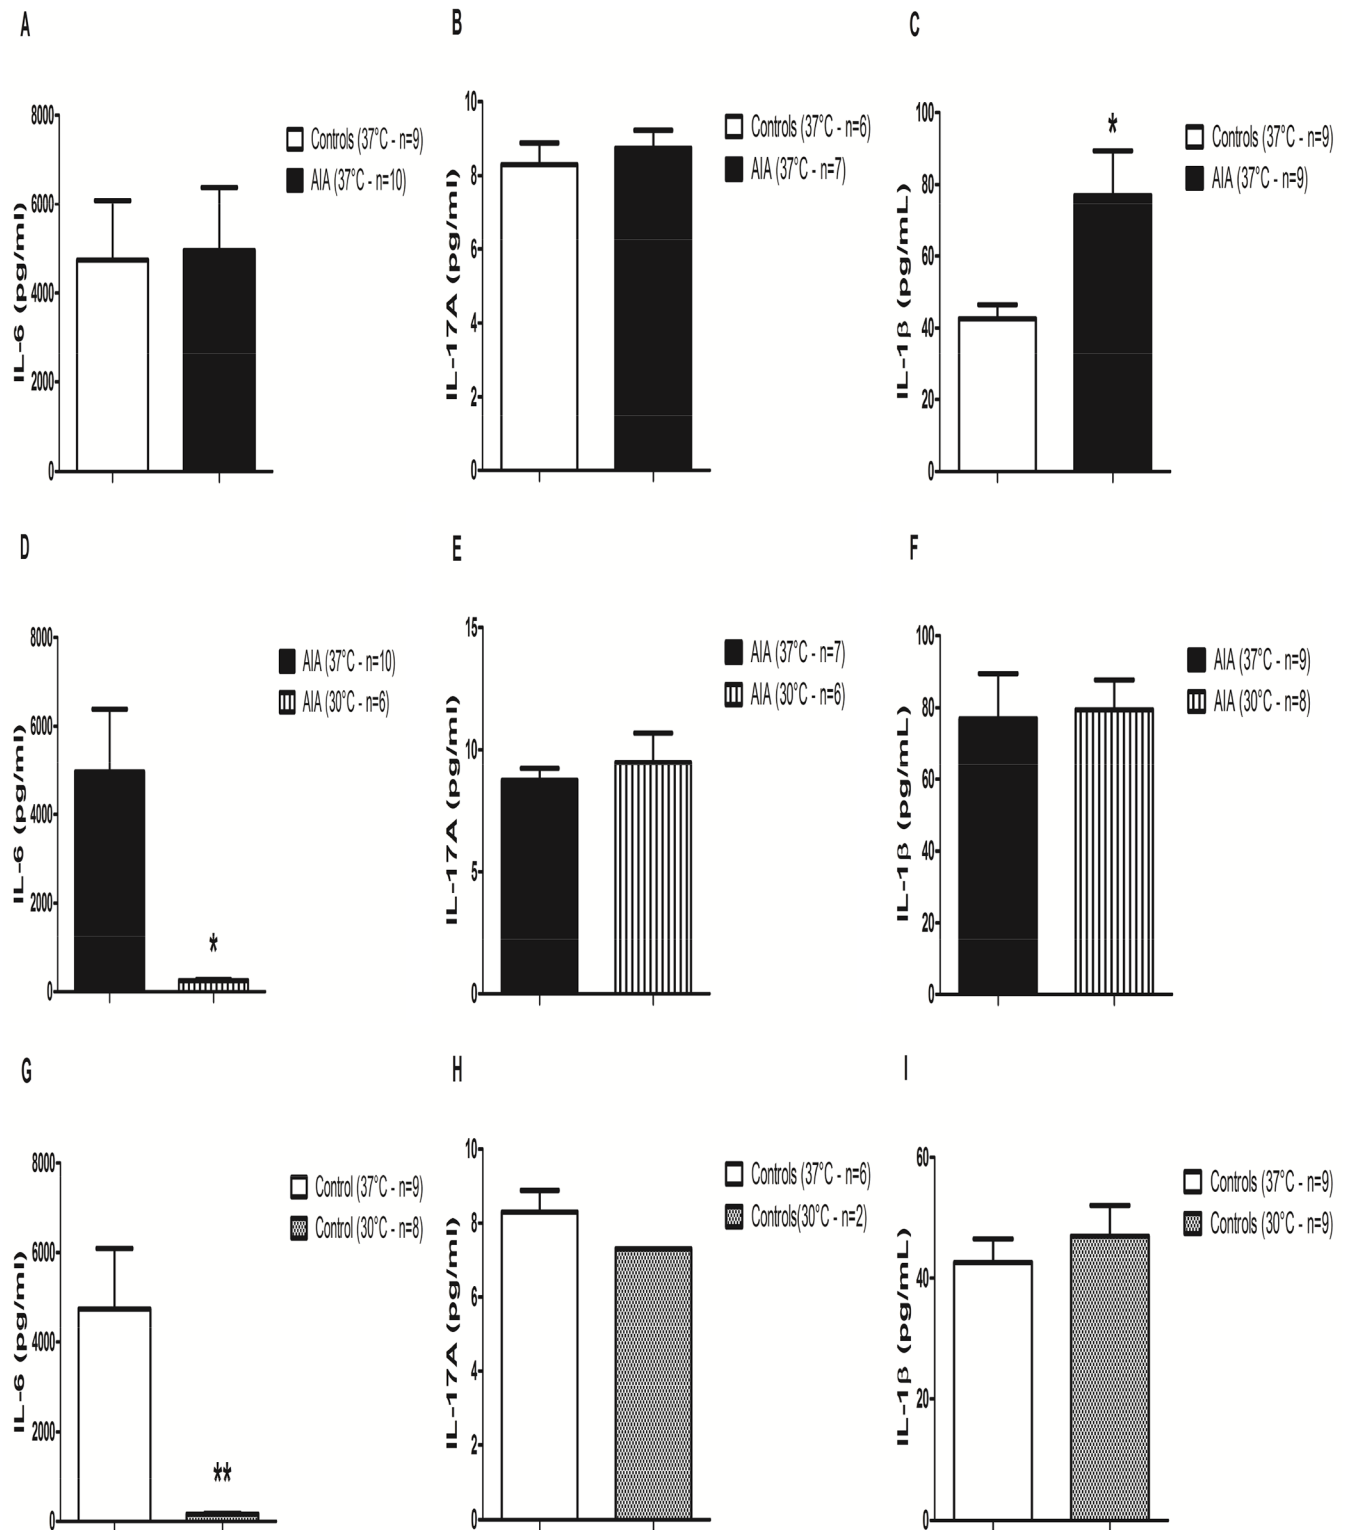 A
IL-6 (pg/ml)
8000
6000
4000
2000
0
Controls (37°C - n=9)
AIA (37°C - n=10)
B
IL-17A (pg/ml)
10
8
6
4
2
0
Controls (37°C - n=6)
AIA (37°C - n=7)
C
IL-1β (pg/mL)
100
80
60
40
20
0
*
Controls (37°C - n=9)
AIA (37°C - n=9)
D
IL-6 (pg/ml)
8000
6000
4000
2000
0
*
AIA (37°C - n=10)
AIA (30°C - n=6)
E
IL-17A (pg/ml)
15
10
5
0
AIA (37°C - n=7)
AIA (30°C - n=6)
F
IL-1β (pg/mL)
100
80
60
40
20
0
AIA (37°C - n=9)
AIA (30°C - n=8)
G
IL-6 (pg/ml)
8000
6000
4000
2000
0
**
Control (37°C - n=9)
Control (30°C - n=8)
H
IL-17A (pg/ml)
10
8
6
4
2
0
Controls (37°C - n=6)
Controls(30°C - n=2)
I
IL-1β (pg/mL)
60
40
20
0
Controls (37°C - n=9)
Controls (30°C - n=9)